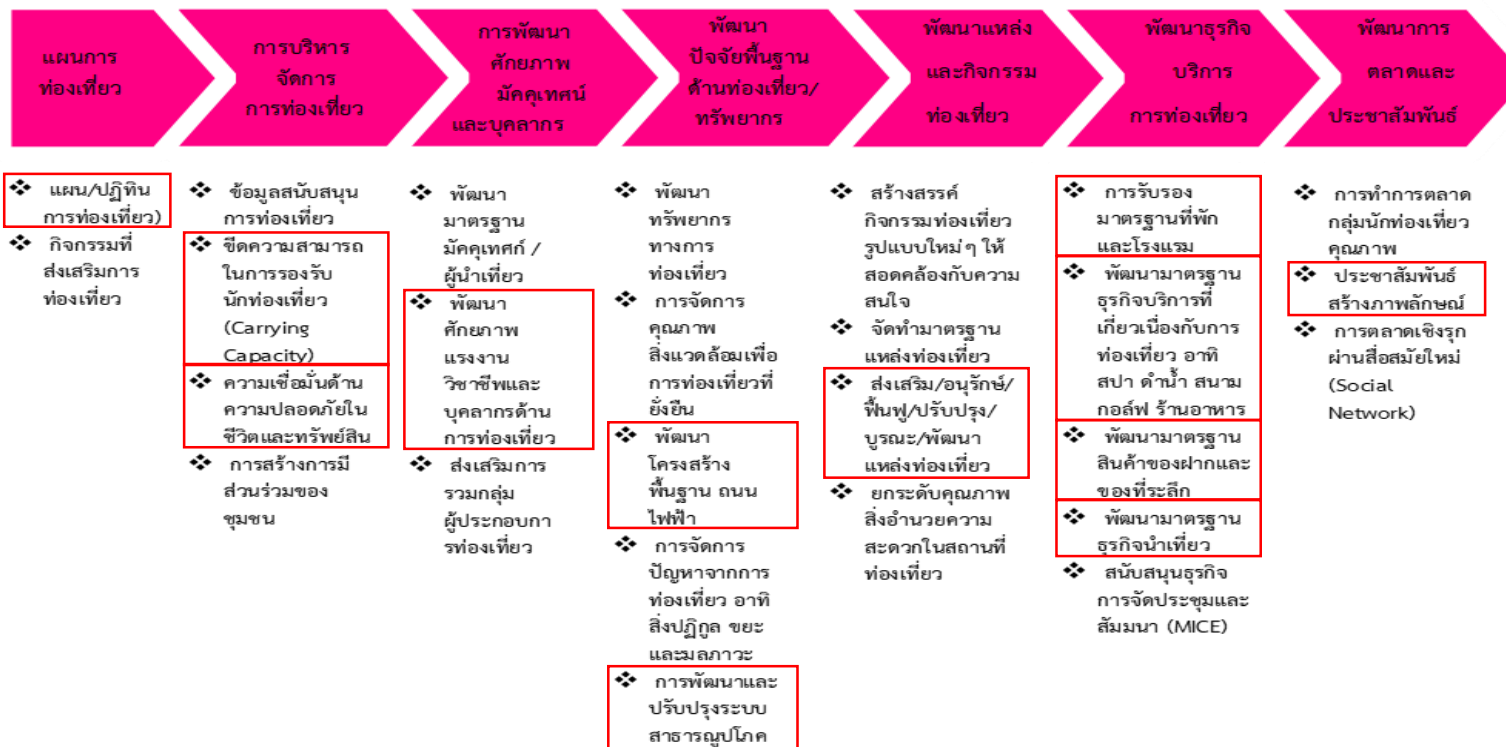 แผนการ
ท่องเที่ยว
การบริหาร
จัดการ
การท่องเที่ยว
การพัฒนา
ศักยภาพ
มัคคุเทศน์
และบุคลากร
พัฒนา
ปัจจัยพื้นฐาน
ด้านท่องเที่ยว/
ทรัพยากร
พัฒนาแหล่ง
และกิจกรรม
ท่องเที่ยว
พัฒนาธุรกิจ
บริการ
การท่องเที่ยว
พัฒนาการ
ตลาดและ
ประชาสัมพันธ์
❖ แผน/ปฏิทิน
การท่องเที่ยว)
❖ กิจกรรมที่
ส่งเสริมการ
ท่องเที่ยว
❖ ข้อมูลสนับสนุน
การท่องเที่ยว
❖ ขีดความสามารถ
ในการรองรับ
นักท่องเที่ยว
(Carrying
Capacity)
❖ ความเชื่อมั่นด้าน
ความปลอดภัยใน
ชีวิตและทรัพย์สิน
❖ การสร้างการมี
ส่วนร่วมของ
ชุมชน
❖ พัฒนา
มาตรฐาน
มัคคุเทศก์ /
ผู้นำเที่ยว
❖ พัฒนา
ศักยภาพ
แรงงาน
วิชาชีพและ
บุคลากรด้าน
การท่องเที่ยว
❖ ส่งเสริมการ
รวมกลุ่ม
ผู้ประกอบกา
รท่องเที่ยว
❖ พัฒนา
ทรัพยากร
ทางการ
ท่องเที่ยว
❖ การจัดการ
คุณภาพ
สิ่งแวดล้อมเพื่อ
การท่องเที่ยวที่
ยั่งยืน
❖ พัฒนา
โครงสร้าง
พื้นฐาน ถนน
ไฟฟ้า
❖ การจัดการ
ปัญหาจากการ
ท่องเที่ยว อาทิ
สิ่งปฏิกูล ขยะ
และมลภาวะ
❖ การพัฒนาและ
ปรับปรุงระบบ
สาธารณูปโภค
❖ สร้างสรรค์
กิจกรรมท่องเที่ยว
รูปแบบใหม่ๆ ให้
สอดคล้องกับความ
สนใจ
❖ จัดทำมาตรฐาน
แหล่งท่องเที่ยว
❖ ส่งเสริม/อนุรักษ์/
ฟื้นฟู/ปรับปรุง/
บูรณะ/พัฒนา
แหล่งท่องเที่ยว
❖ ยกระดับคุณภาพ
สิ่งอำนวยความ
สะดวกในสถานที่
ท่องเที่ยว
❖ การรับรอง
มาตรฐานที่พัก
และโรงแรม
❖ พัฒนามาตรฐาน
ธุรกิจบริการที่
เกี่ยวเนื่องกับการ
ท่องเที่ยว อาทิ
สปา ดำน้ำ สนาม
กอล์ฟ ร้านอาหาร
❖ พัฒนามาตรฐาน
สินค้าของฝากและ
ของที่ระลึก
❖ พัฒนามาตรฐาน
ธุรกิจนำเที่ยว
❖ สนับสนุนธุรกิจ
การจัดประชุมและ
สัมมนา (MICE)
❖ การทำการตลาด
กลุ่มนักท่องเที่ยว
คุณภาพ
❖ ประชาสัมพันธ์
สร้างภาพลักษณ์
❖ การตลาดเชิงรุก
ผ่านสื่อสมัยใหม่
(Social
Network)